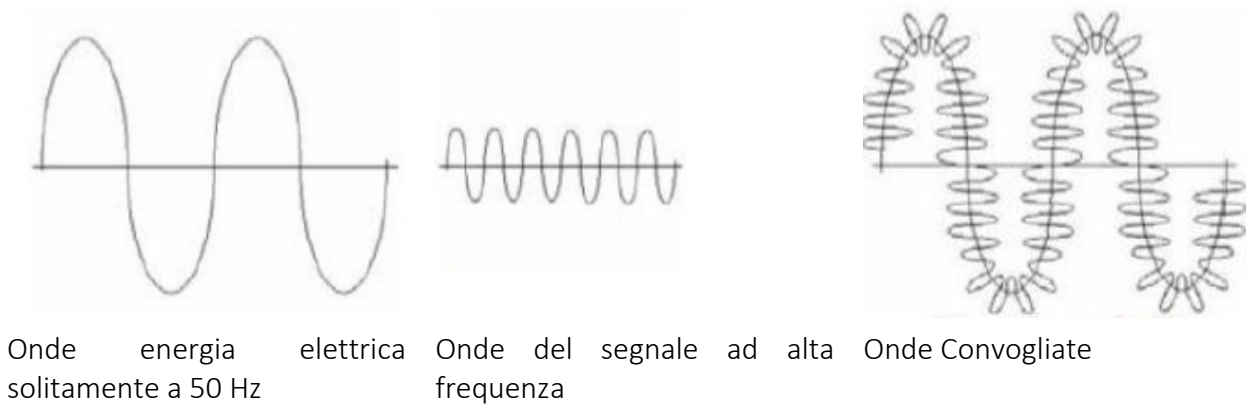 Onde energia elettrica
solitamente a 50 Hz
Onde del segnale ad alta
frequenza
Onde Convogliate